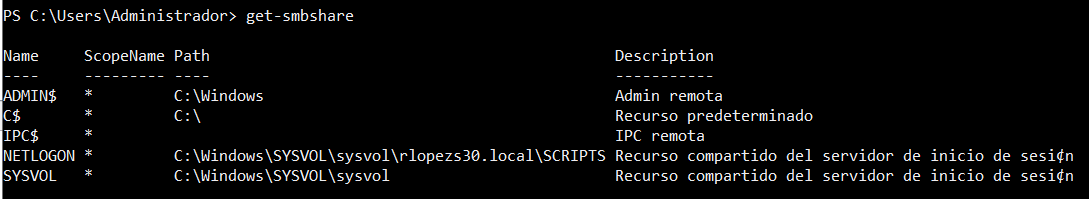 PS C:\Users\Administrador> get-smbshare
Name ScopeName Path Description
---- --------- ---- -----------
ADMIN$ * C:\Windows Admin remota
C$ * C:\ Recurso predeterminado
IPC$ * IPC remota
NETLOGON * C:\Windows\SYSVOL\sysvol\rlopezs30.local\SCRIPTS Recurso compartido del servidor de inicio de sesi¢n
SYSVOL * C:\Windows\SYSVOL\sysvol Recurso compartido del servidor de inicio de sesi¢n